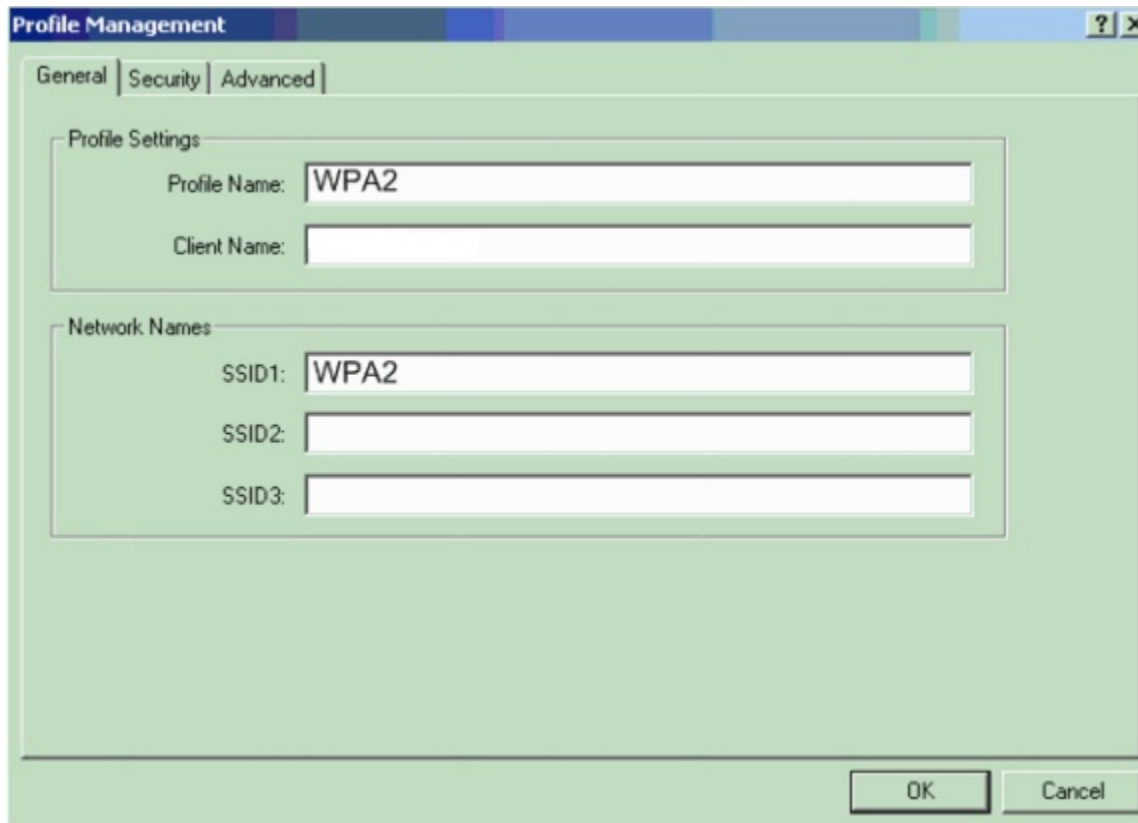 Profile Management ? X
General Security Advanced
Profile Settings
Profile Name: WPA2
Client Name:
Network Names
SSID1: WPA2
SSID2:
SSID3:
OK Cancel